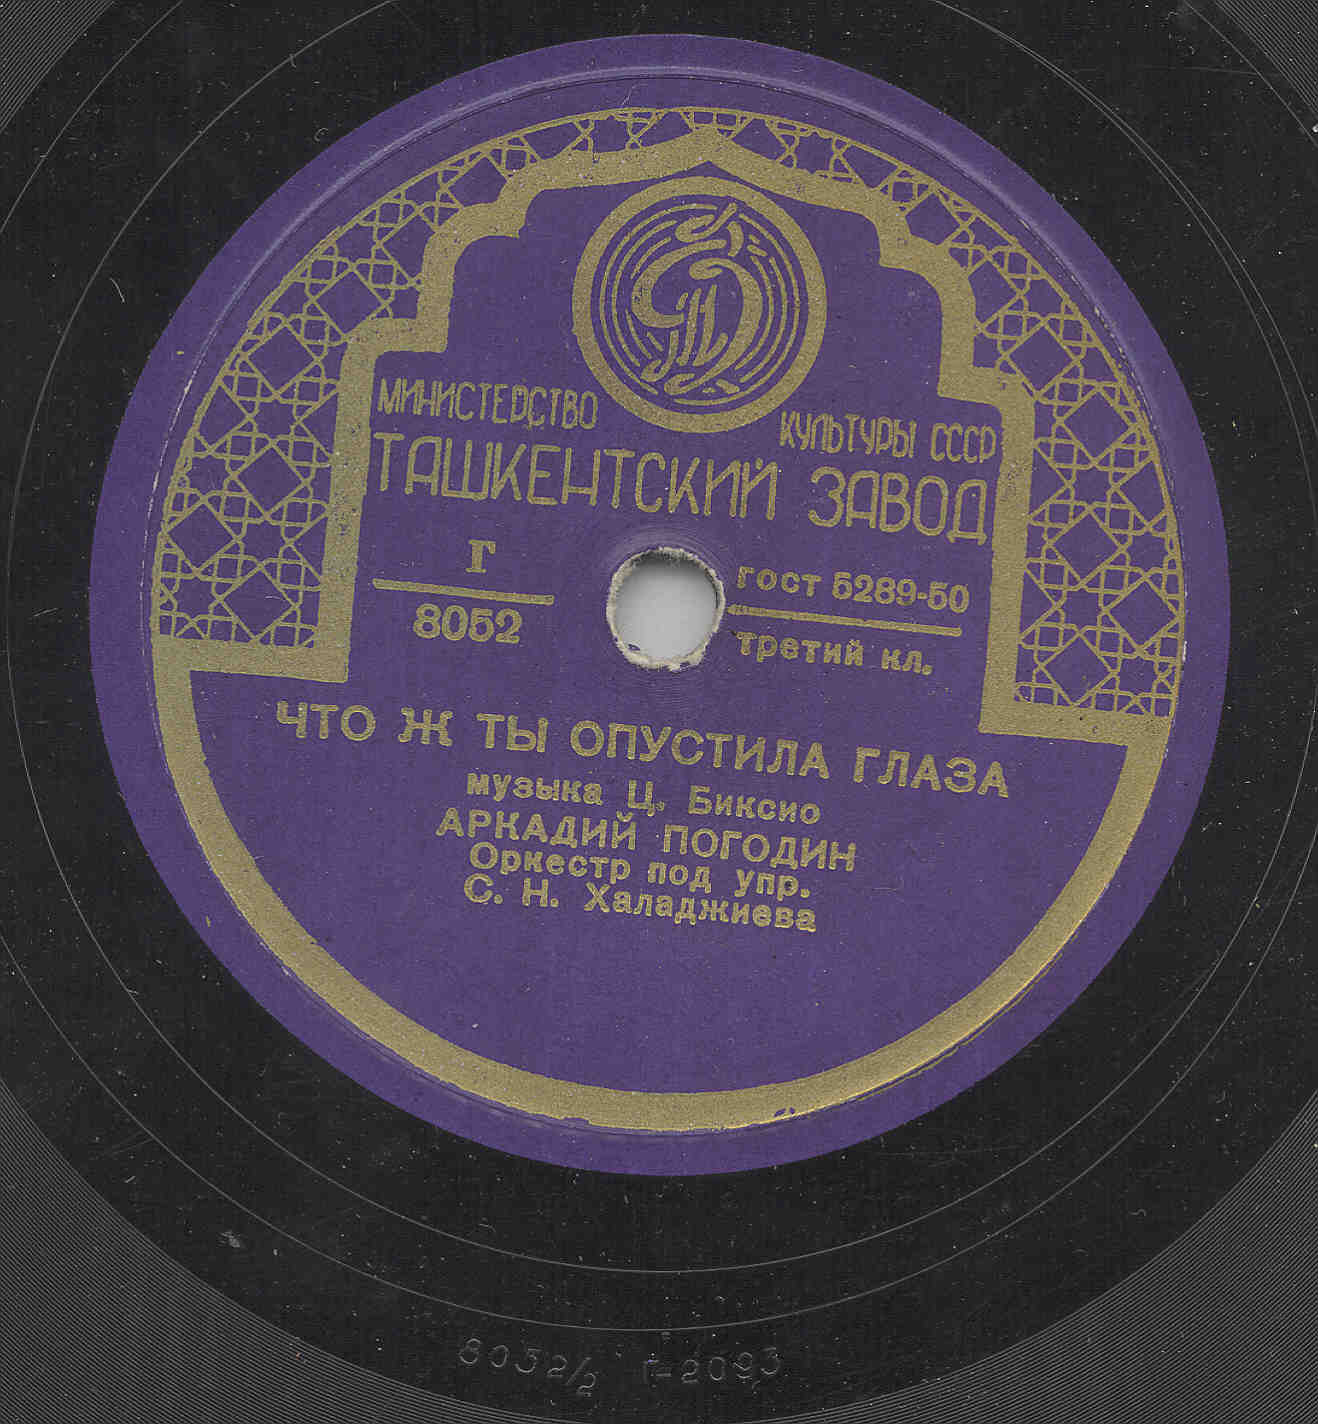 МИНИСТЕРСТВО КУЛЬТУРЫ СССР
ТАШКЕНТСКИЙ ЗАВОД
Г
8052
гост 5289-50
третий кл.
ЧТО Ж ТЫ ОПУСТИЛА ГЛАЗА
музыка Ц. Биксио
АРКАДИЙ ПОГОДИН
Оркестр под упр.
С. Н. Халаджиева
8052/2 Г-2093